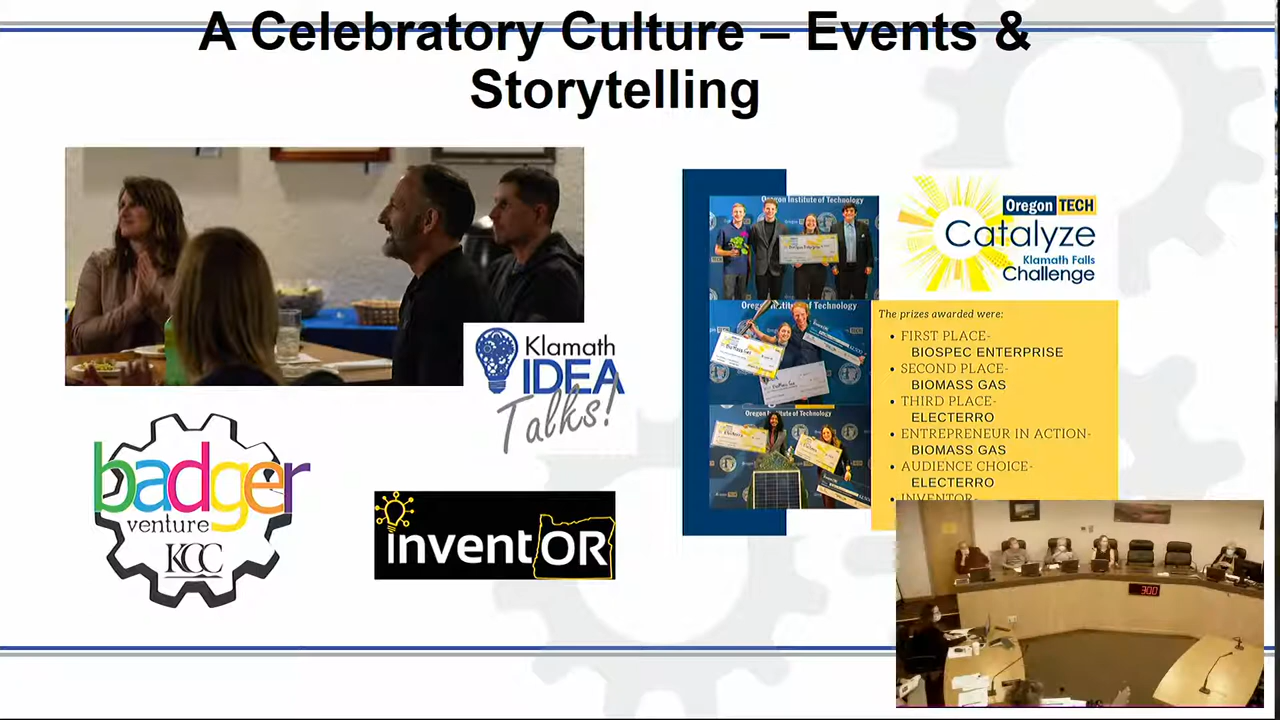 A Celebratory Culture – Events &
Storytelling
Klamath
IDEA
Talks!
badger
venture
KCC
inventOR
Oregon Institute of Technology
Oregon Institute of Technology
Oregon Institute of Technology
Oregon TECH
Catalyze
Klamath Falls
Challenge
The prizes awarded were:
• FIRST PLACE-
BIOSPEC ENTERPRISE
• SECOND PLACE-
BIOMASS GAS
• THIRD PLACE-
ELECTERRO
• ENTREPRENEUR IN ACTION-
BIOMASS GAS
• AUDIENCE CHOICE-
ELECTERRO
• INVENTOR-
300